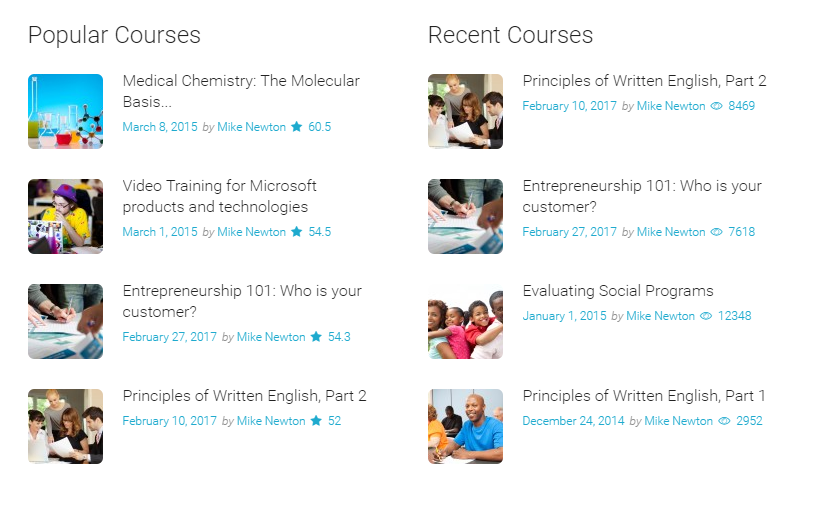 Popular Courses
Medical Chemistry: The Molecular
Basis...
March 8, 2015 by Mike Newton 60.5
Video Training for Microsoft
products and technologies
March 1, 2015 by Mike Newton 54.5
Entrepreneurship 101: Who is your
customer?
February 27, 2017 by Mike Newton 54.3
Principles of Written English, Part 2
February 10, 2017 by Mike Newton 52
Recent Courses
Principles of Written English, Part 2
February 10, 2017 by Mike Newton 8469
Entrepreneurship 101: Who is your
customer?
February 27, 2017 by Mike Newton 7618
Evaluating Social Programs
January 1, 2015 by Mike Newton 12348
Principles of Written English, Part 1
December 24, 2014 by Mike Newton 2952